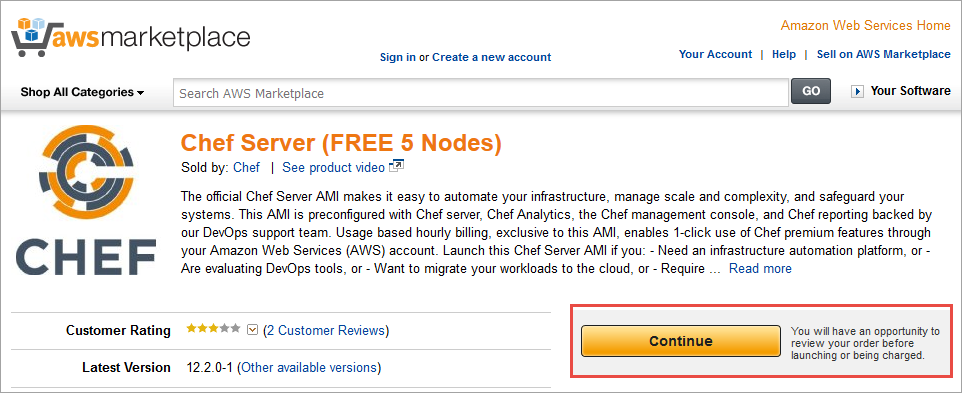 awsmarketplace
Amazon Web Services Home
Sign in or Create a new account
Your Account | Help | Sell on AWS Marketplace
Shop All Categories
Search AWS Marketplace
GO
Your Software
CHEF
Chef Server (FREE 5 Nodes)
Sold by: Chef | See product video
The official Chef Server AMI makes it easy to automate your infrastructure, manage scale and complexity, and safeguard your
systems. This AMI is preconfigured with Chef server, Chef Analytics, the Chef management console, and Chef reporting backed by
our DevOps support team. Usage based hourly billing, exclusive to this AMI, enables 1-click use of Chef premium features through
your Amazon Web Services (AWS) account. Launch this Chef Server AMI if you: - Need an infrastructure automation platform, or -
Are evaluating DevOps tools, or - Want to migrate your workloads to the cloud, or - Require ... Read more
Customer Rating
(2 Customer Reviews)
Latest Version
12.2.0-1 (Other available versions)
Continue
You will have an opportunity to
review your order before
launching or being charged.